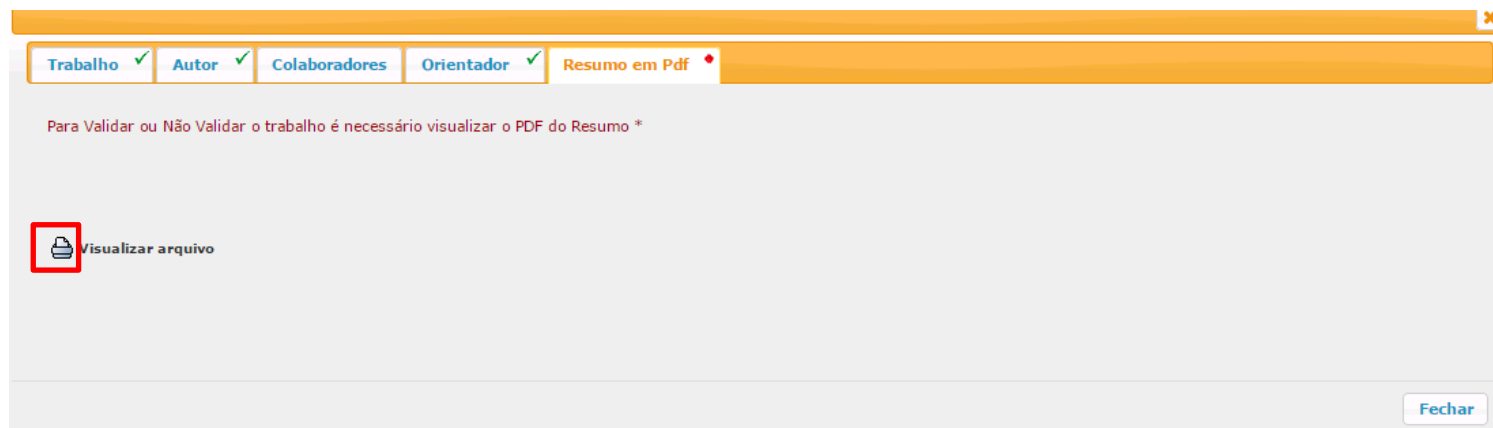 Trabalho Autor Colaboradores Orientador Resumo em Pdf
Para Validar ou Não Validar o trabalho é necessário visualizar o PDF do Resumo *
Visualizar arquivo
Fechar